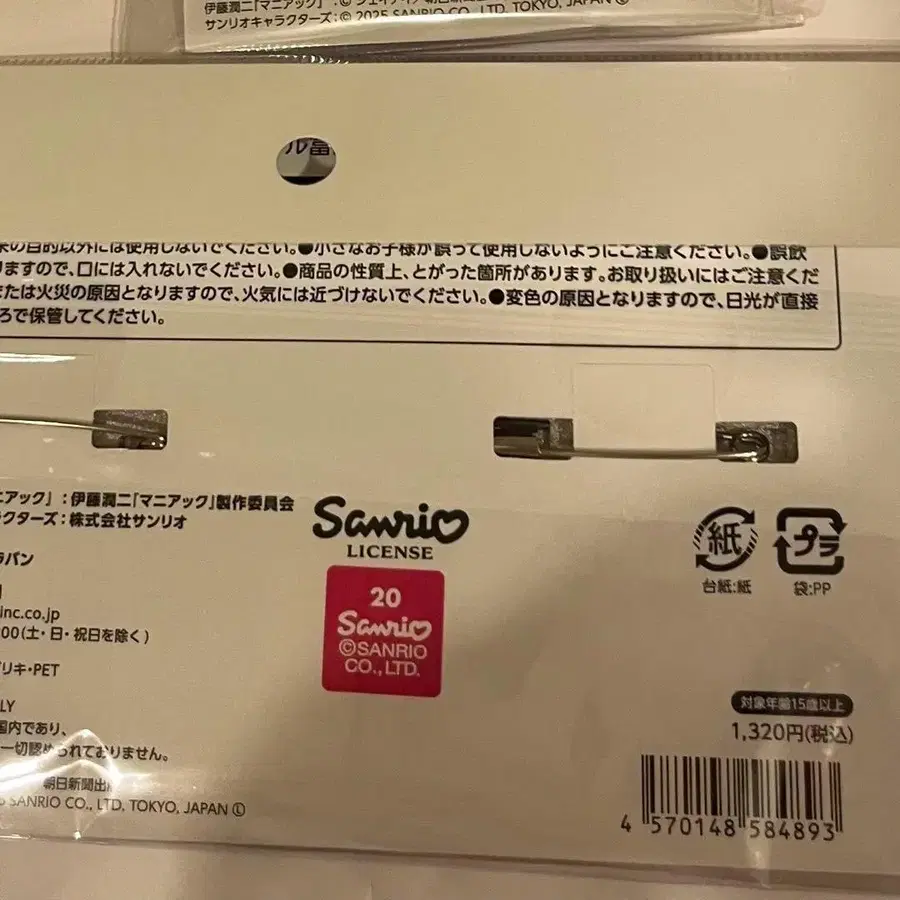 伊藤潤二『マニアック』:© ジェイアイ/朝日新聞出
サンリオキャラクターズ:© 2025 SANRIO CO., LTD. TOKYO, JAPAN Ⓛ
ル富
の目的以外には使用しないでください。●小さなお子様が誤って使用しないようにご注意ください。●誤飲
りますので、口には入れないでください。●商品の性質上、とがった箇所があります。お取り扱いにはご注意くだ
または火災の原因となりますので、火気には近づけないでください。●変色の原因となりますので、日光が直接
ろで保管してください。
ニアック』:伊藤潤二『マニアック』製作委員会
ラクターズ:株式会社サンリオ
ラバン
inc.co.jp
00(土・日・祝日を除く)
リキ・PET
LY
国内であり、
一切認められておりません。
朝日新聞出
SANRIO CO., LTD. TOKYO, JAPAN Ⓛ
Sanrio
LICENSE
20
Sanrio
©SANRIO
CO.,LTD.
紙
台紙:紙
プラ
袋:PP
対象年齢15歳以上
1,320円(税込)
4 570148 584893